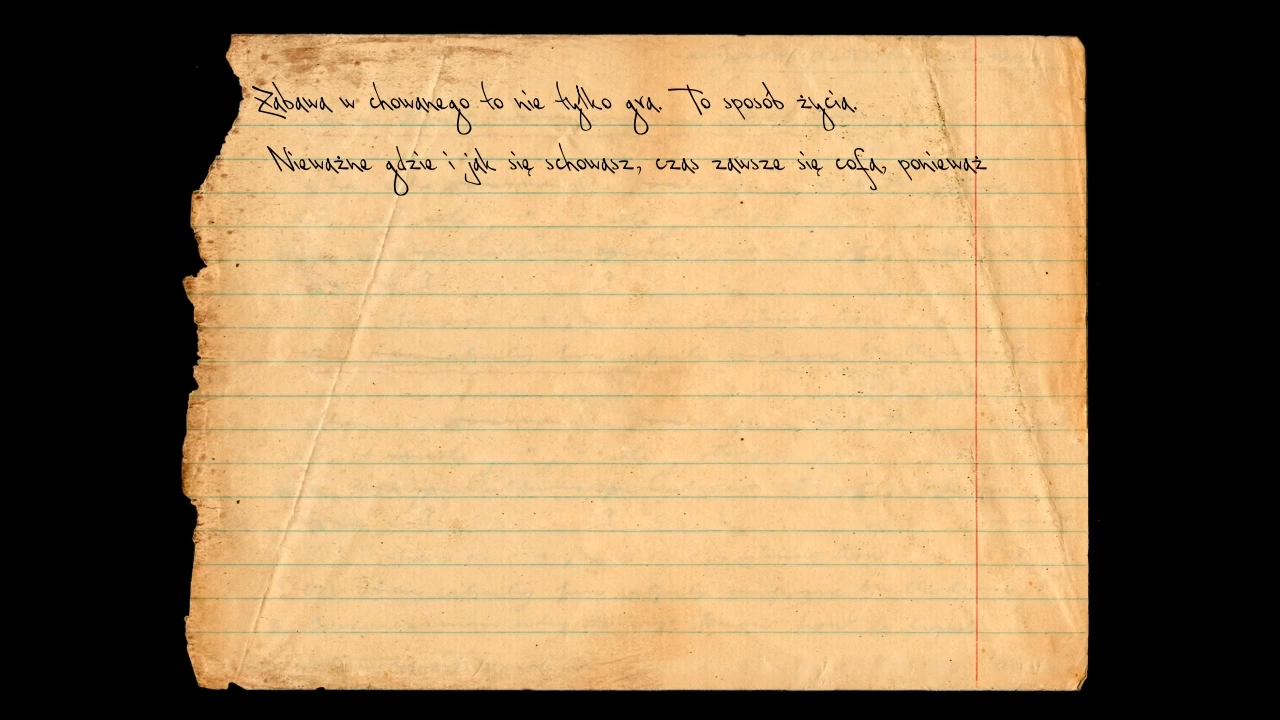 Zabawa w chowanego to nie tylko gra. To sposób życia.
Nieważne gdzie i jak się schowasz, czas zawsze się cofa, ponieważ